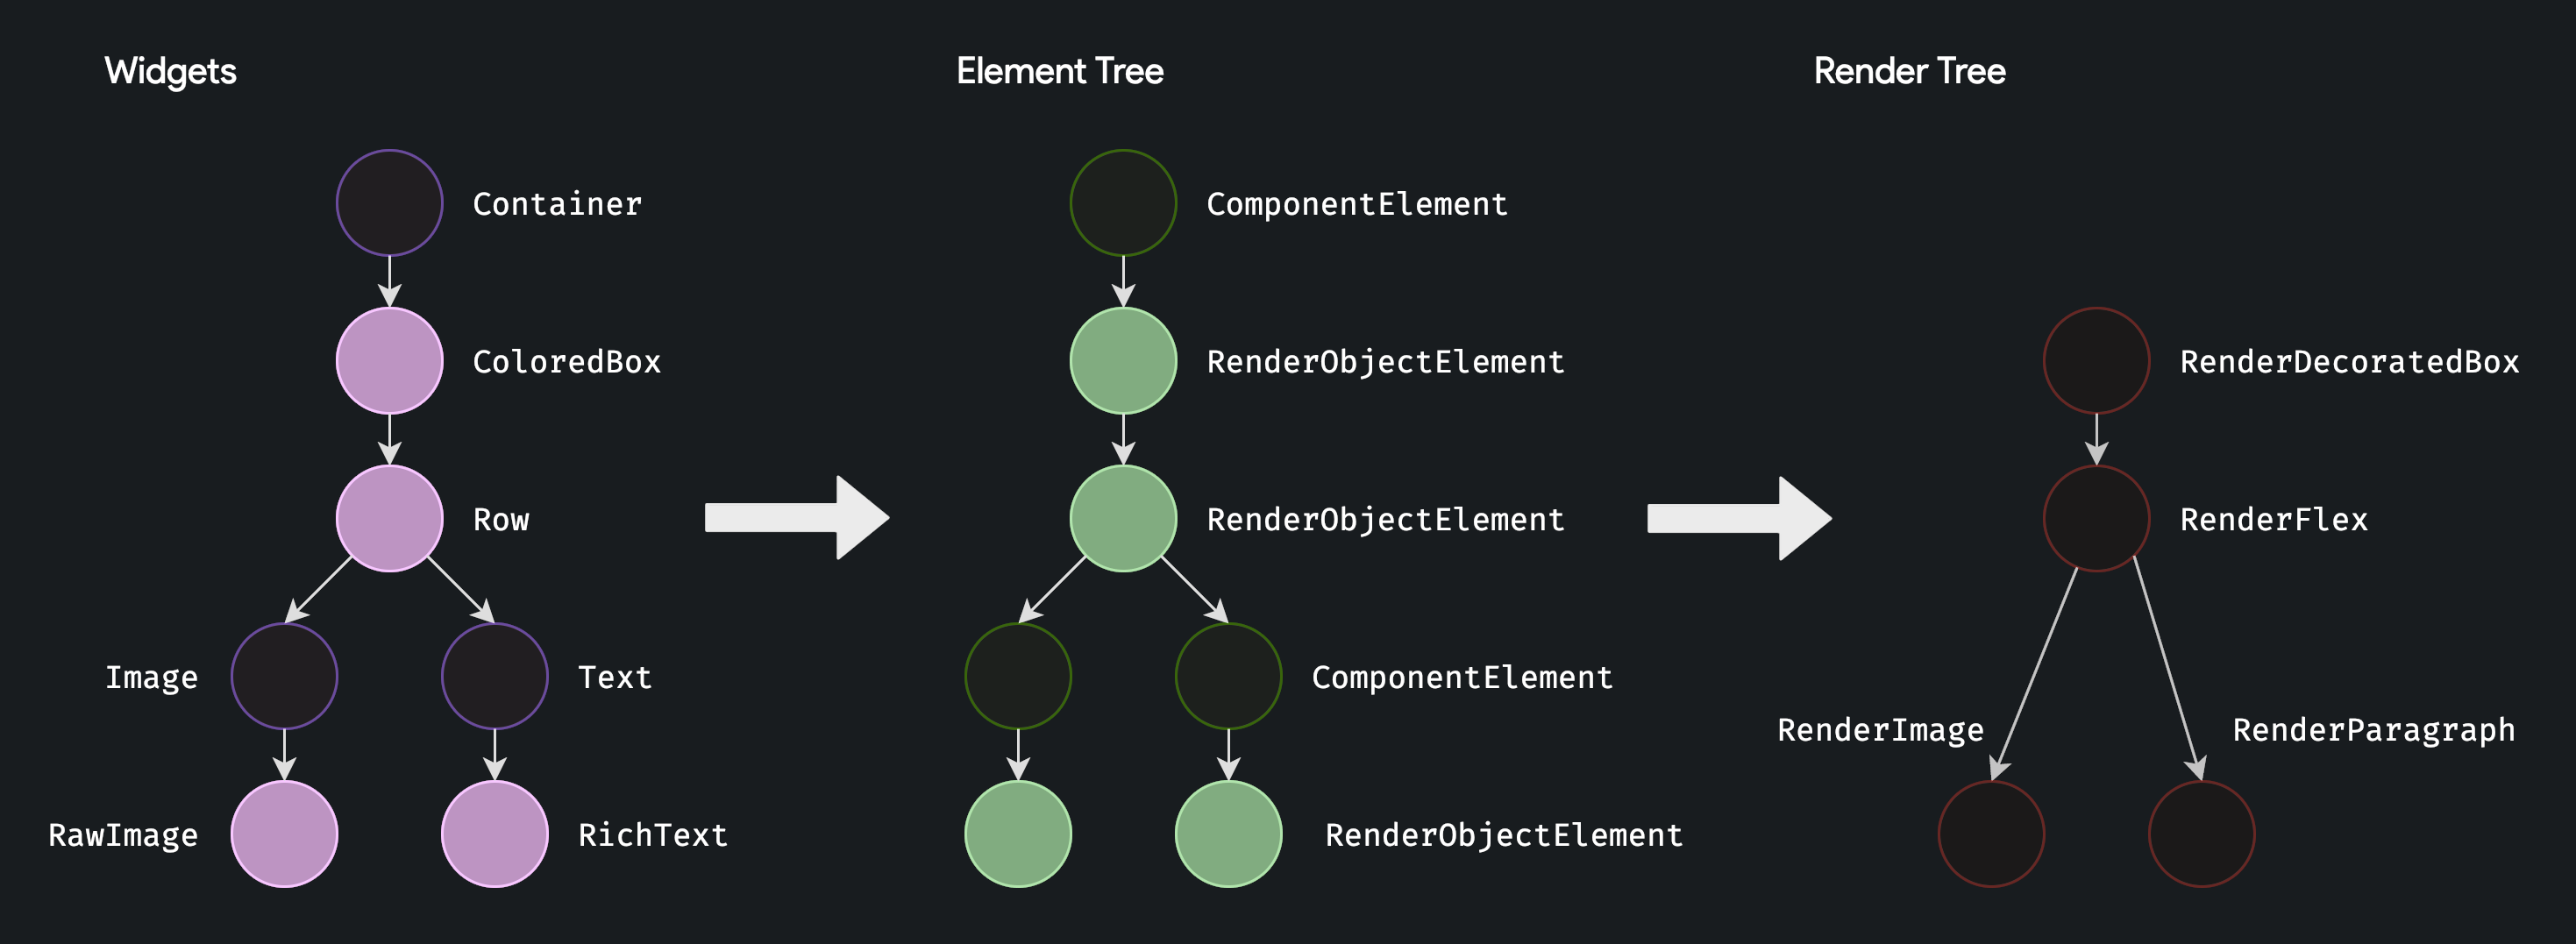 Widgets
Element Tree
Render Tree
Container
ComponentElement
ColoredBox
RenderObjectElement
RenderDecoratedBox
Row
RenderObjectElement
RenderFlex
Image
Text
ComponentElement
RenderImage
RenderParagraph
RawImage
RichText
RenderObjectElement